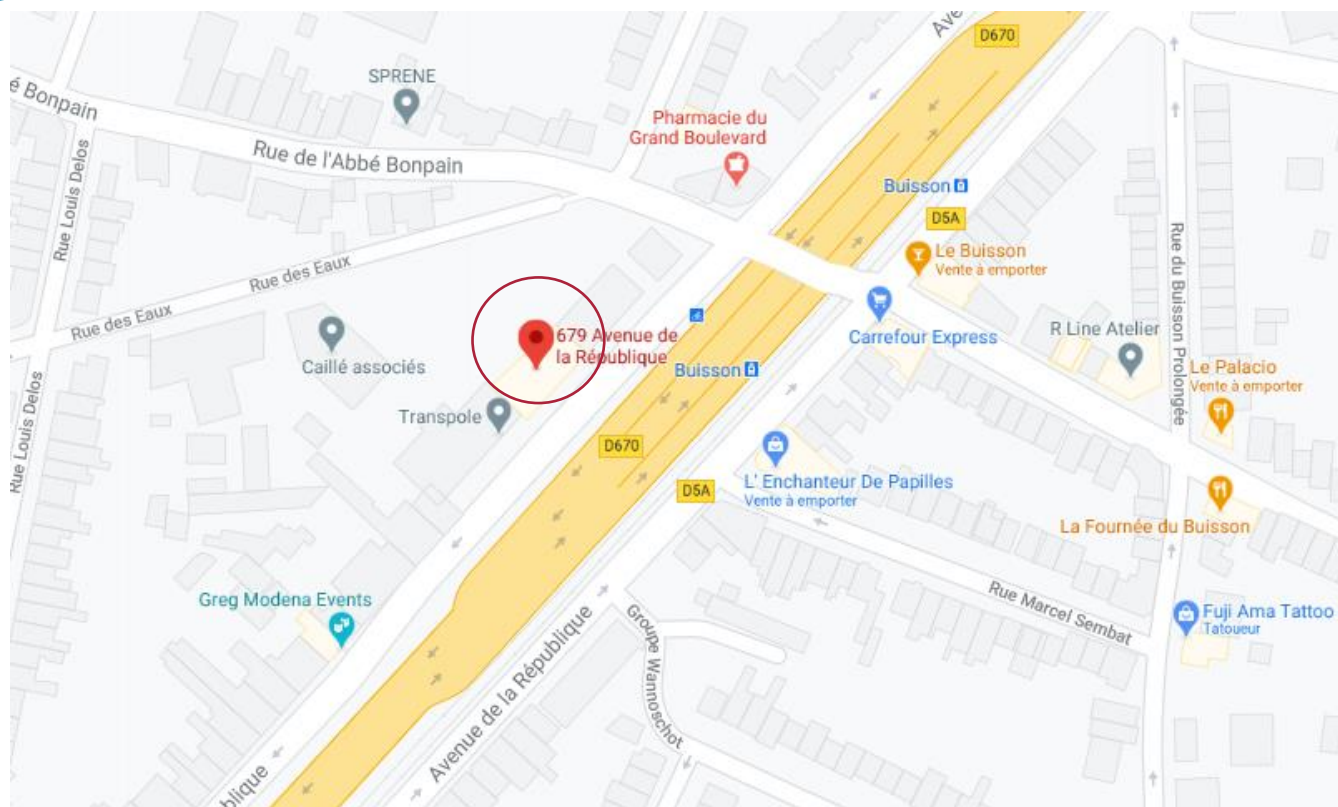 Ave
D670
SPRENE
é Bonpain
Pharmacie du
Grand Boulevard
Rue de l'Abbé Bonpain
Rue Louis Delos
Buisson
D5A
Le Buisson
Vente à emporter
Rue des Eaux
Rue des Eaux
Rue du Buisson Prolongée
679 Avenue de
la République
Carrefour Express
R Line Atelier
Caillé associés
Buisson
Le Palacio
Vente à emporter
Rue Louis Delos
Transpole
D670
L' Enchanteur De Papilles
Vente à emporter
D5A
La Fournée du Buisson
Rue Marcel Sembat
Greg Modena Events
Fuji Ama Tattoo
Tatoueur
Groupe Wannoschot
Avenue de la République
blique